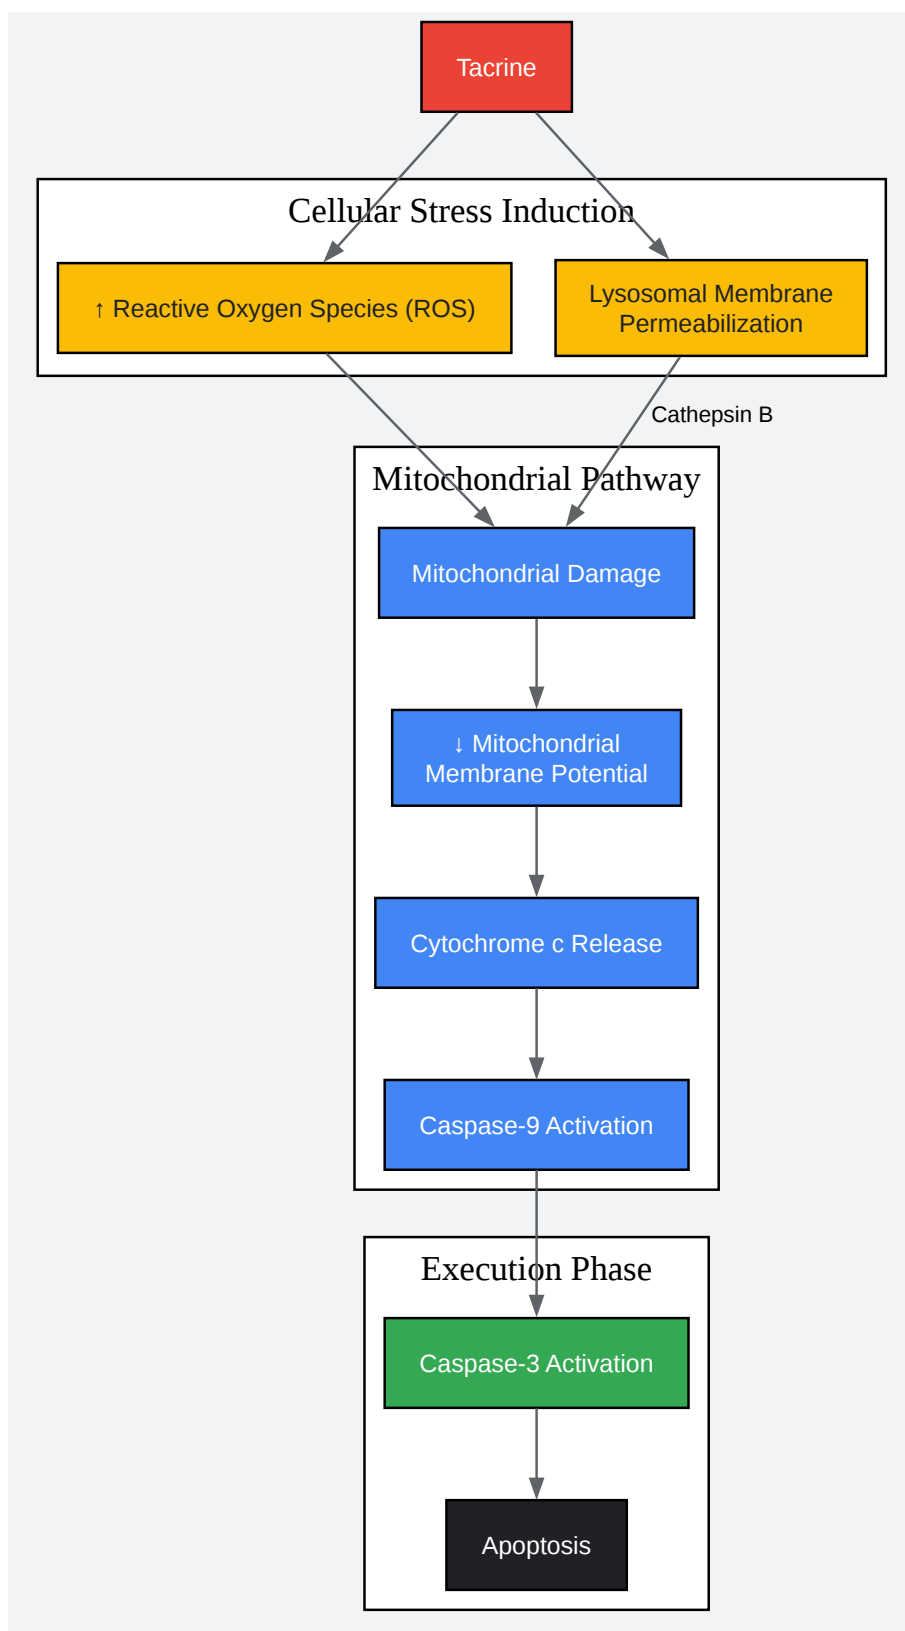 Tacrine
Cellular Stress Induction
↑ Reactive Oxygen Species (ROS)
Lysosomal Membrane
Permeabilization
Cathepsin B
Mitochondrial Pathway
Mitochondrial Damage
↓ Mitochondrial
Membrane Potential
Cytochrome c Release
Caspase-9 Activation
Execution Phase
Caspase-3 Activation
Apoptosis